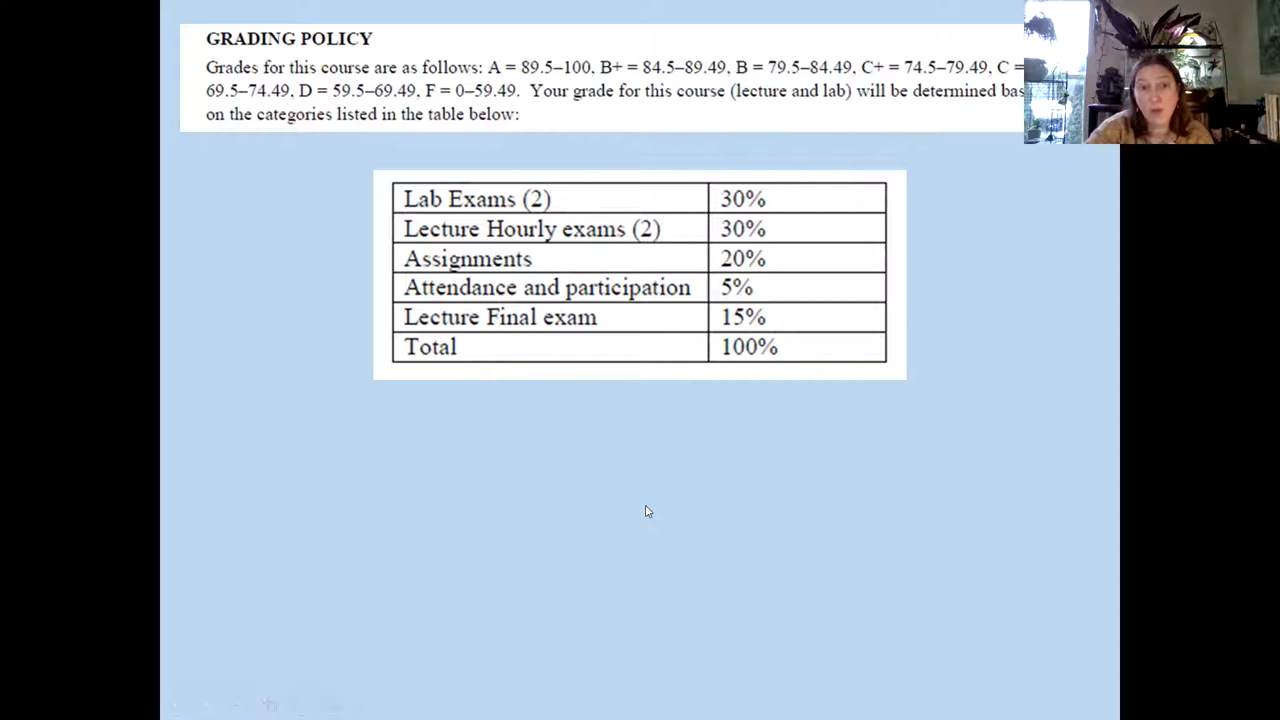 GRADING POLICY
Grades for this course are as follows: A = 89.5–100, B+ = 84.5–89.49, B = 79.5–84.49, C+ = 74.5–79.49, C =
69.5–74.49, D = 59.5–69.49, F = 0–59.49.  Your grade for this course (lecture and lab) will be determined bas
on the categories listed in the table below:
Lab Exams (2) 30%
Lecture Hourly exams (2) 30%
Assignments 20%
Attendance and participation 5%
Lecture Final exam 15%
Total 100%